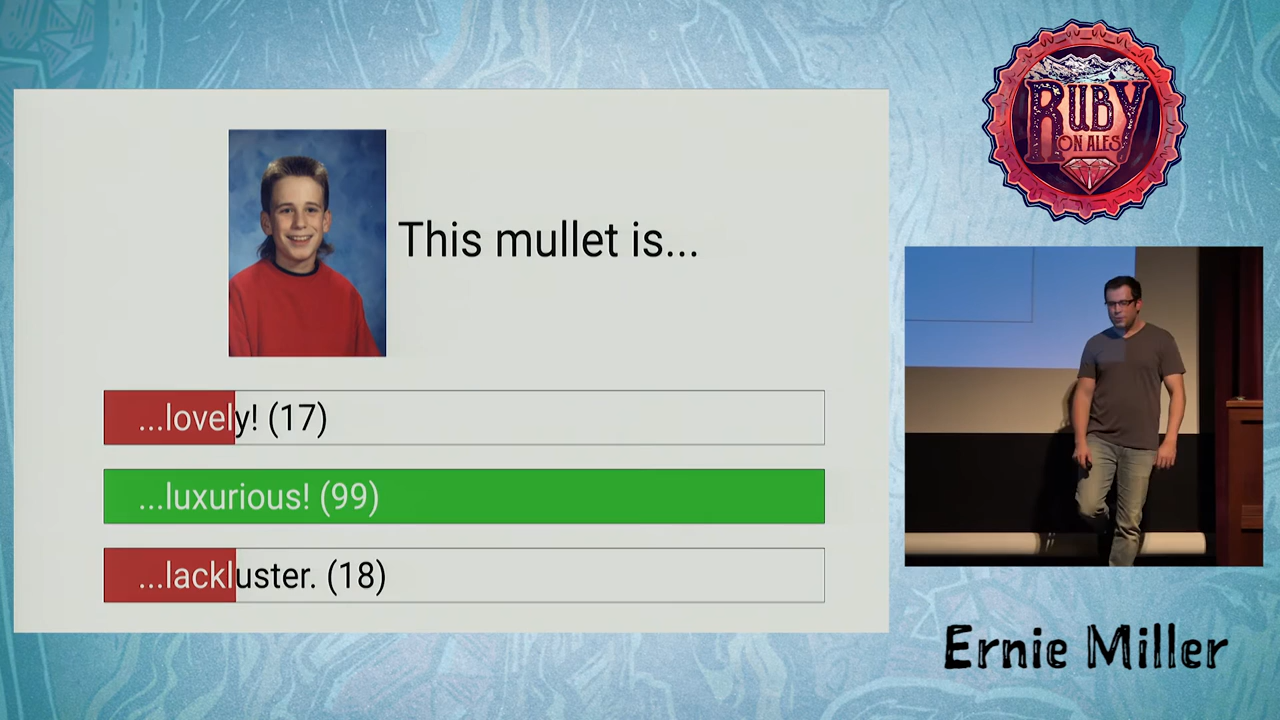 This mullet is...
...lovely! (17)
...luxurious! (99)
...lackluster. (18)
RUBY
ON ALES
Ernie Miller